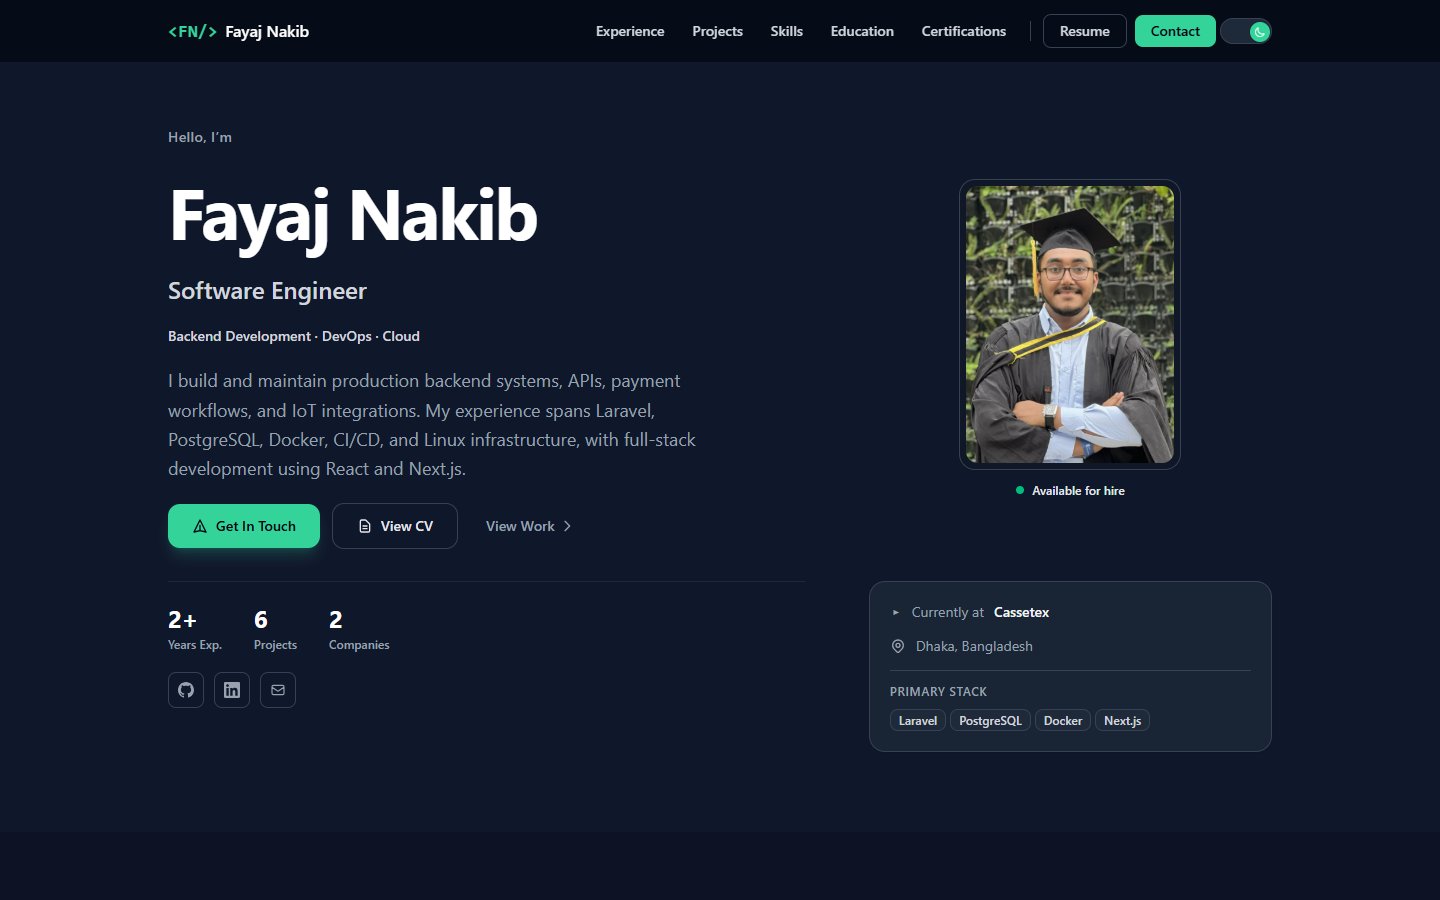 <FN/> Fayaj Nakib
Experience
Projects
Skills
Education
Certifications
Resume
Contact
Hello, I'm
Fayaj Nakib
Software Engineer
Backend Development · DevOps · Cloud
I build and maintain production backend systems, APIs, payment
workflows, and IoT integrations. My experience spans Laravel,
PostgreSQL, Docker, CI/CD, and Linux infrastructure, with full-stack
development using React and Next.js.
Get In Touch
View CV
View Work
2+
Years Exp.
6
Projects
2
Companies
Available for hire
Currently at Cassetex
Dhaka, Bangladesh
PRIMARY STACK
Laravel
PostgreSQL
Docker
Next.js